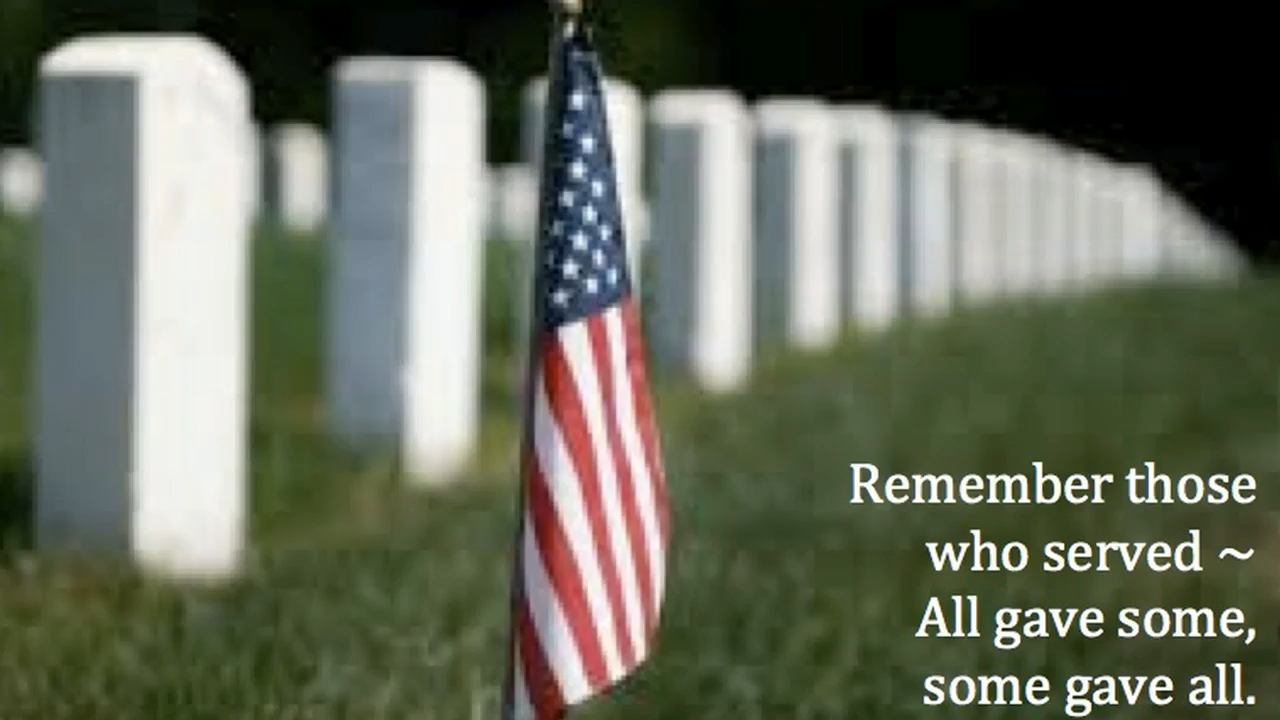 Remember those
who served ~
All gave some,
some gave all.